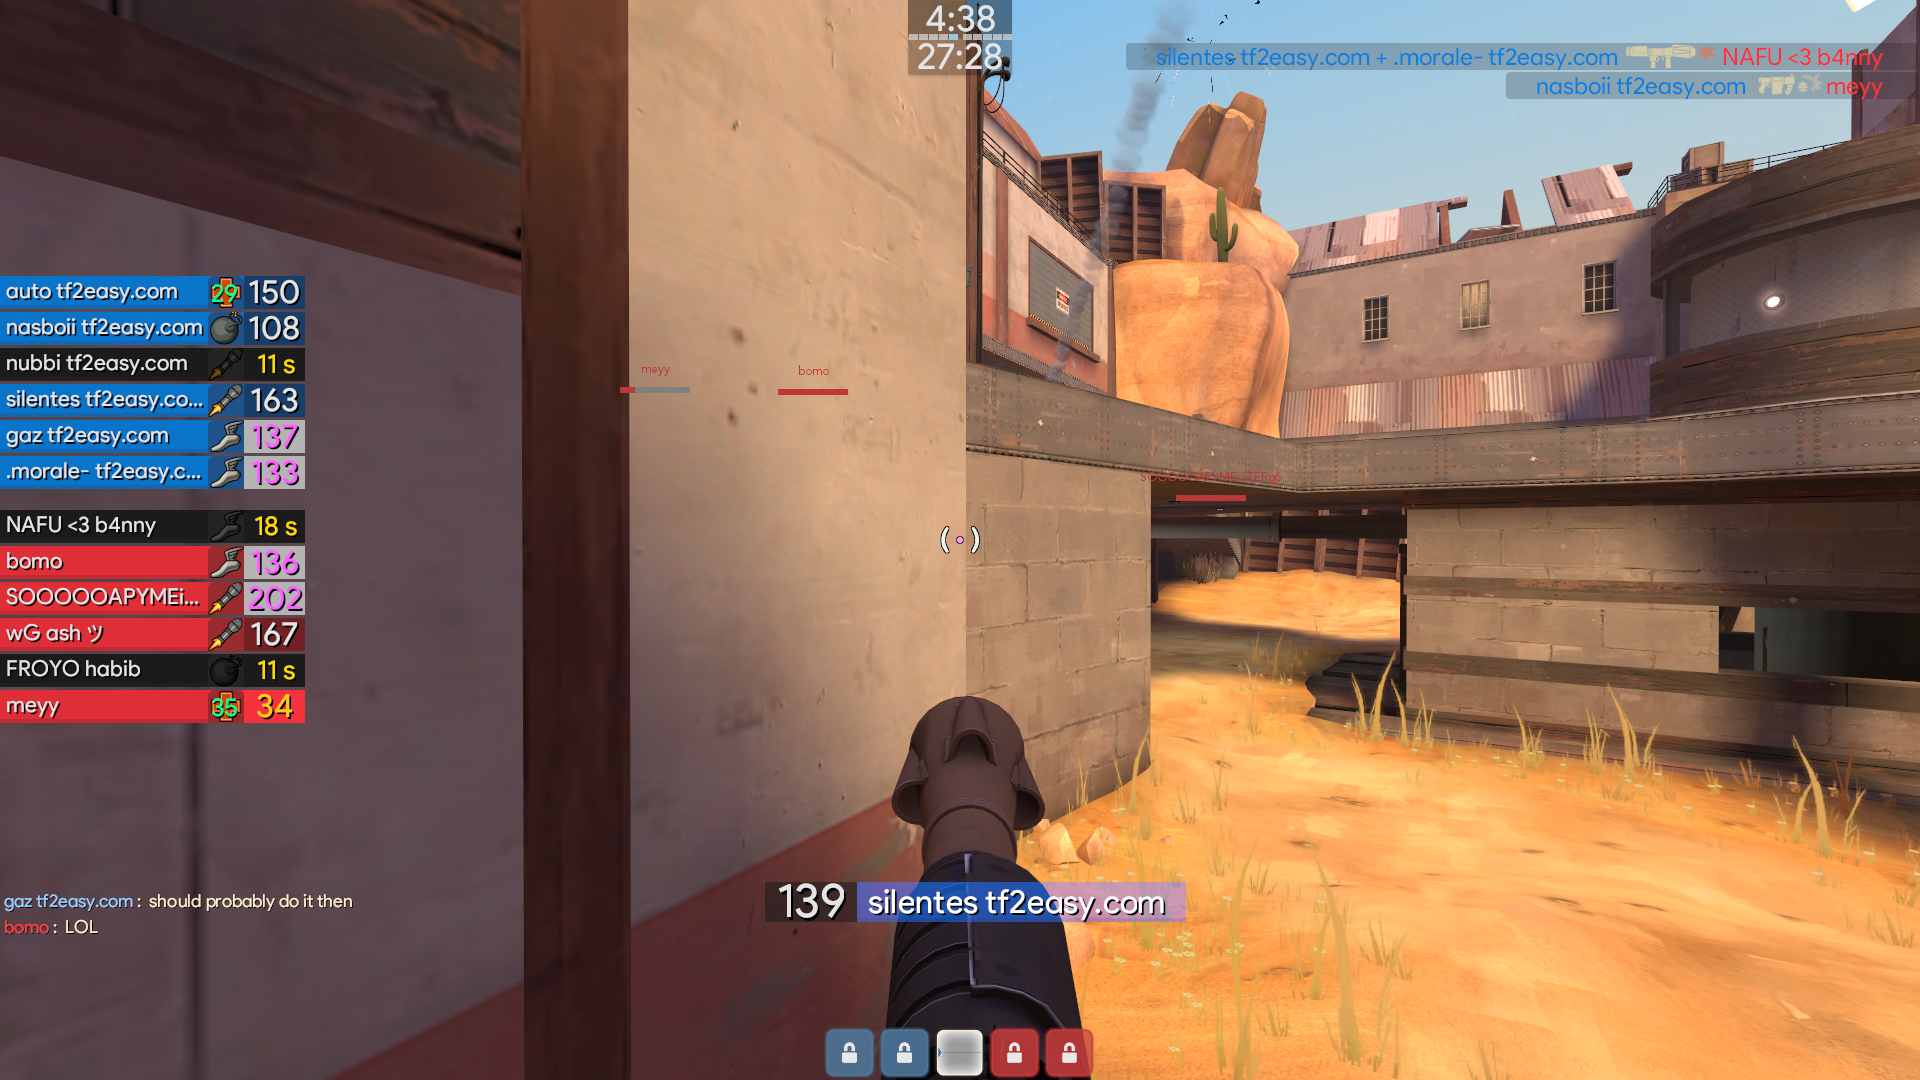 4:38
27:28
silentes tf2easy.com + .morale- tf2easy.com NAFU <3 b4nny
nasboii tf2easy.com meyy
auto tf2easy.com 29 150
nasboii tf2easy.com 108
nubbi tf2easy.com 11 s
silentes tf2easy.co... 163
gaz tf2easy.com 137
.morale- tf2easy.c... 133
NAFU <3 b4nny 18 s
bomo 136
SOOOOOAPYMEi... 202
wG ash ツ 167
FROYO habib 11 s
meyy 35 34
meyy
bomo
139 silentes tf2easy.com
gaz tf2easy.com : should probably do it then
bomo : LOL